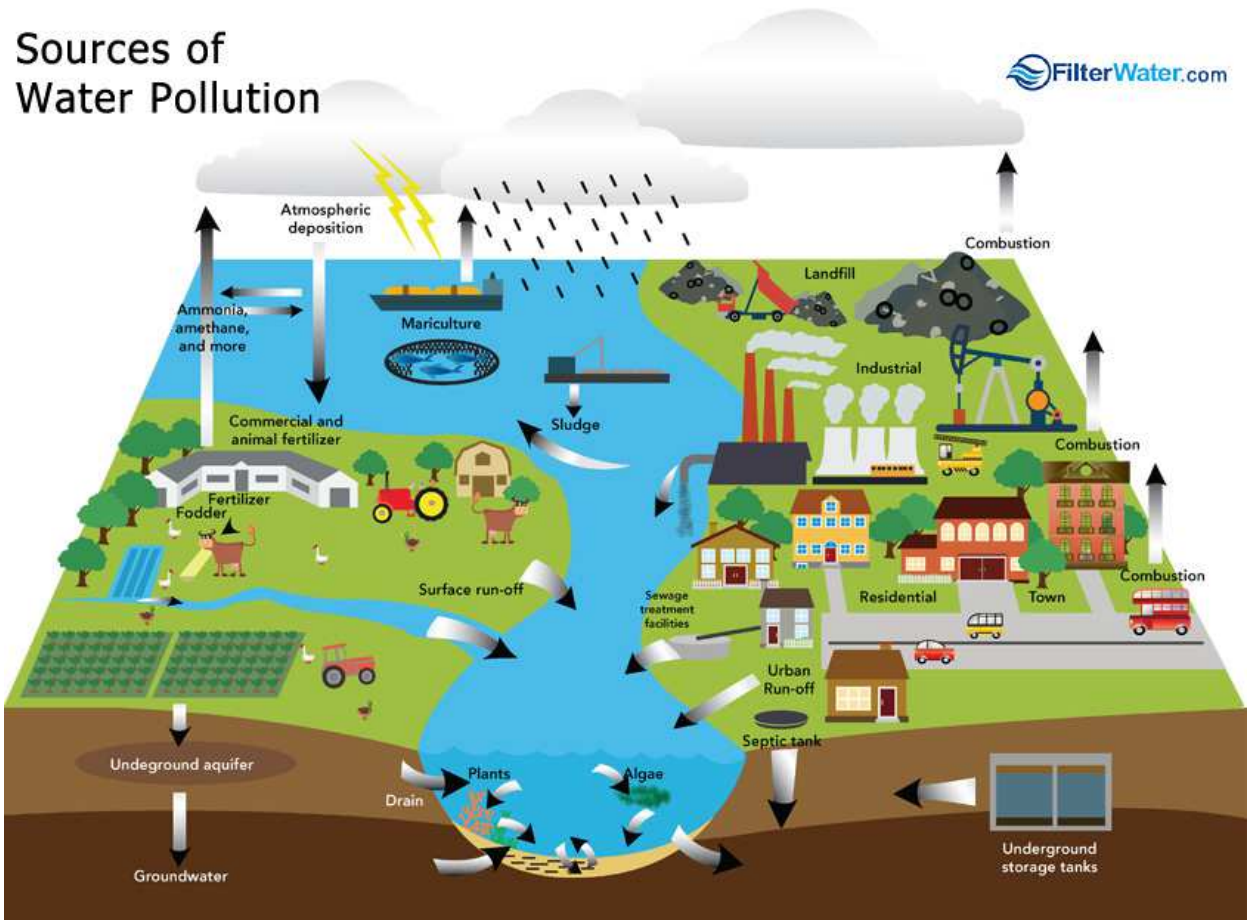 Sources of
Water Pollution
FilterWater.com
Atmospheric
deposition
Combustion
Landfill
Ammonia,
amethane,
and more
Mariculture
Industrial
Commercial and
animal fertilizer
Sludge
Combustion
Fertilizer
Fodder
Surface run-off
Sewage
treatment
facilities
Residential
Town
Combustion
Urban
Run-off
Septic tank
Undeground aquifer
Plants
Algae
Drain
Groundwater
Underground
storage tanks